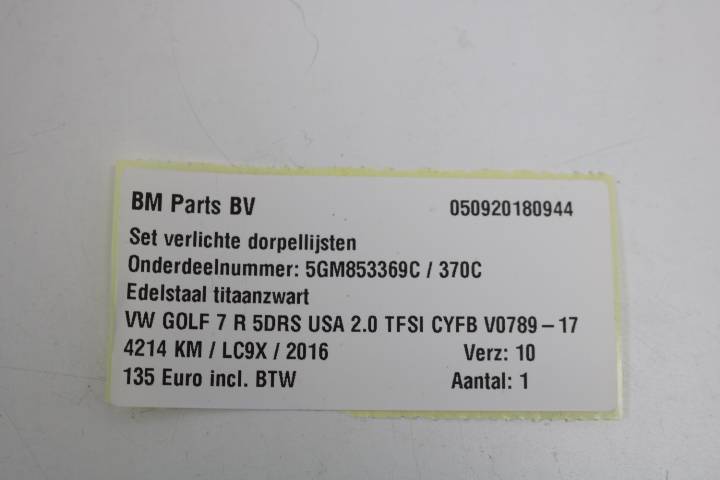 BM Parts BV 050920180944
Set verlichte dorpellijsten
Onderdeelnummer: 5GM853369C / 370C
Edelstaal titaanzwart
VW GOLF 7 R 5DRS USA 2.0 TFSI CYFB V0789 – 17
4214 KM / LC9X / 2016 Verz: 10
135 Euro incl. BTW Aantal: 1